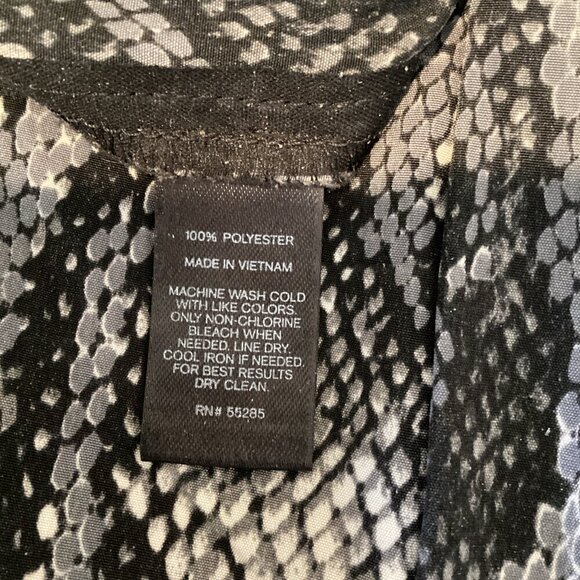 100% POLYESTER
MADE IN VIETNAM
MACHINE WASH COLD
WITH LIKE COLORS.
ONLY NON-CHLORINE
BLEACH WHEN
NEEDED. LINE DRY.
COOL IRON IF NEEDED.
FOR BEST RESULTS
DRY CLEAN.
RN# 55285